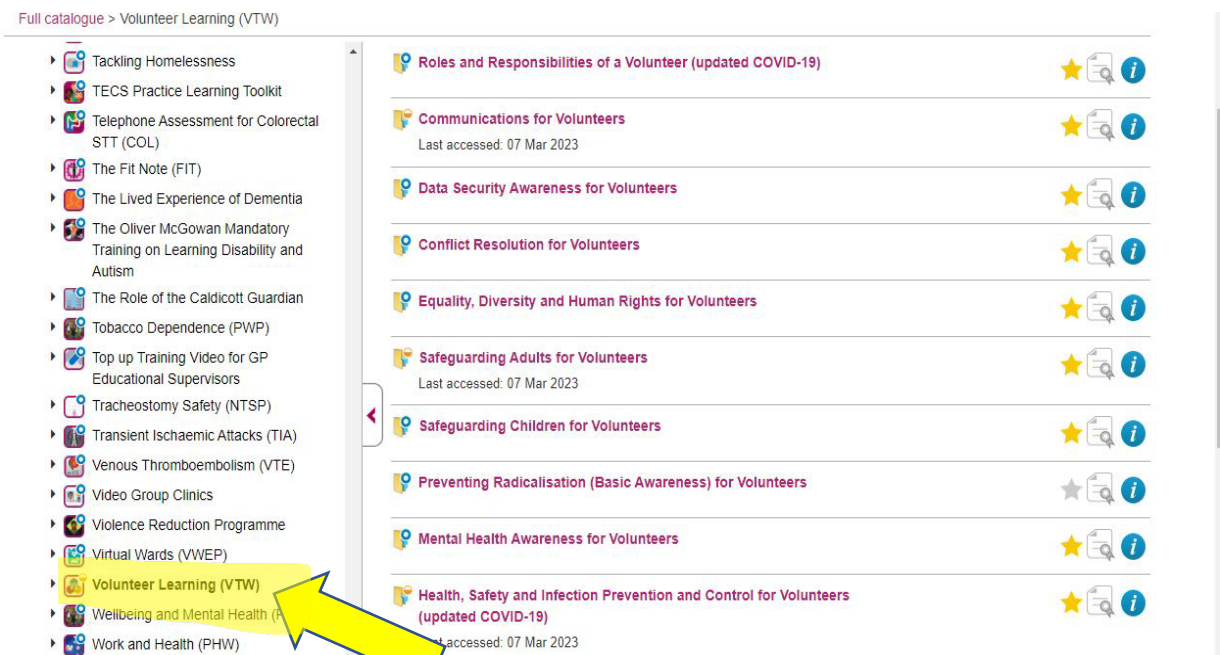 Full catalogue > Volunteer Learning (VTW)
Tackling Homelessness
TECS Practice Learning Toolkit
Telephone Assessment for Colorectal
STT (COL)
The Fit Note (FIT)
The Lived Experience of Dementia
The Oliver McGowan Mandatory
Training on Learning Disability and
Autism
The Role of the Caldicott Guardian
Tobacco Dependence (PWP)
Top up Training Video for GP
Educational Supervisors
Tracheostomy Safety (NTSP)
Transient Ischaemic Attacks (TIA)
Venous Thromboembolism (VTE)
Video Group Clinics
Violence Reduction Programme
Virtual Wards (VWEP)
Volunteer Learning (VTW)
Wellbeing and Mental Health
Work and Health (PHW)
Roles and Responsibilities of a Volunteer (updated COVID-19)
Communications for Volunteers
Last accessed: 07 Mar 2023
Data Security Awareness for Volunteers
Conflict Resolution for Volunteers
Equality, Diversity and Human Rights for Volunteers
Safeguarding Adults for Volunteers
Last accessed: 07 Mar 2023
Safeguarding Children for Volunteers
Preventing Radicalisation (Basic Awareness) for Volunteers
Mental Health Awareness for Volunteers
Health, Safety and Infection Prevention and Control for Volunteers
(updated COVID-19)
accessed: 07 Mar 2023